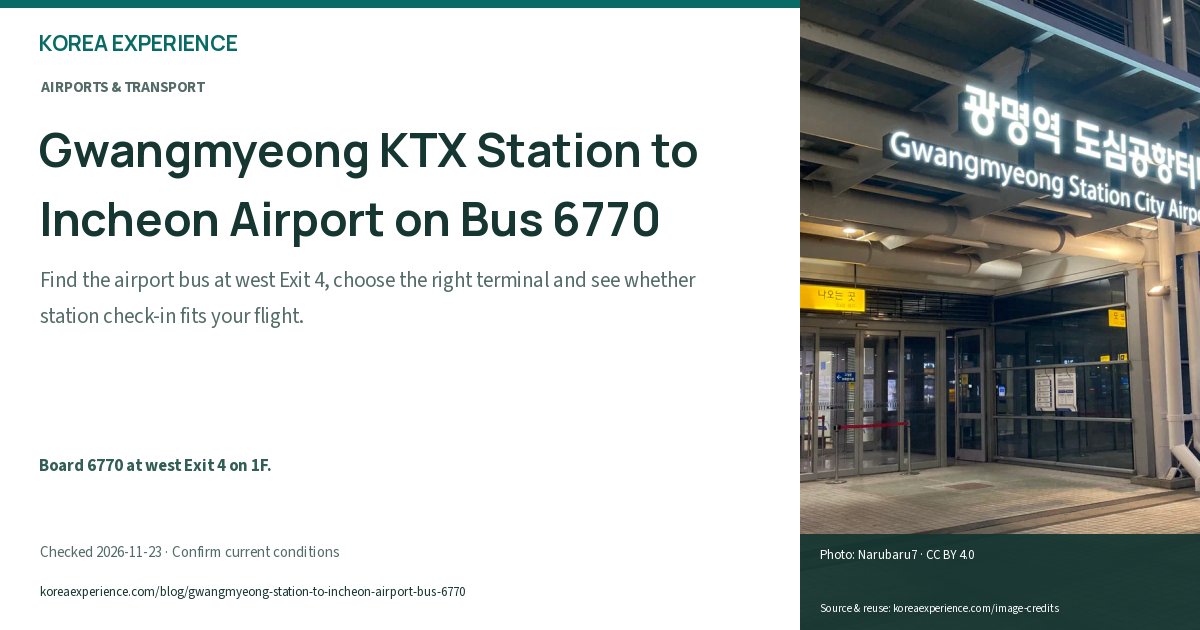 KOREA EXPERIENCE
AIRPORTS & TRANSPORT
Gwangmyeong KTX Station to
Incheon Airport on Bus 6770
Find the airport bus at west Exit 4, choose the right terminal and see whether
station check-in fits your flight.
Board 6770 at west Exit 4 on 1F.
Checked 2026-11-23 · Confirm current conditions
koreaexperience.com/blog/gwangmyeong-station-to-incheon-airport-bus-6770
광명역 도심공항터
Gwangmyeong Station City Airpo
나오는 곳
Photo: Narubaru7 · CC BY 4.0
Source & reuse: koreaexperience.com/image-credits